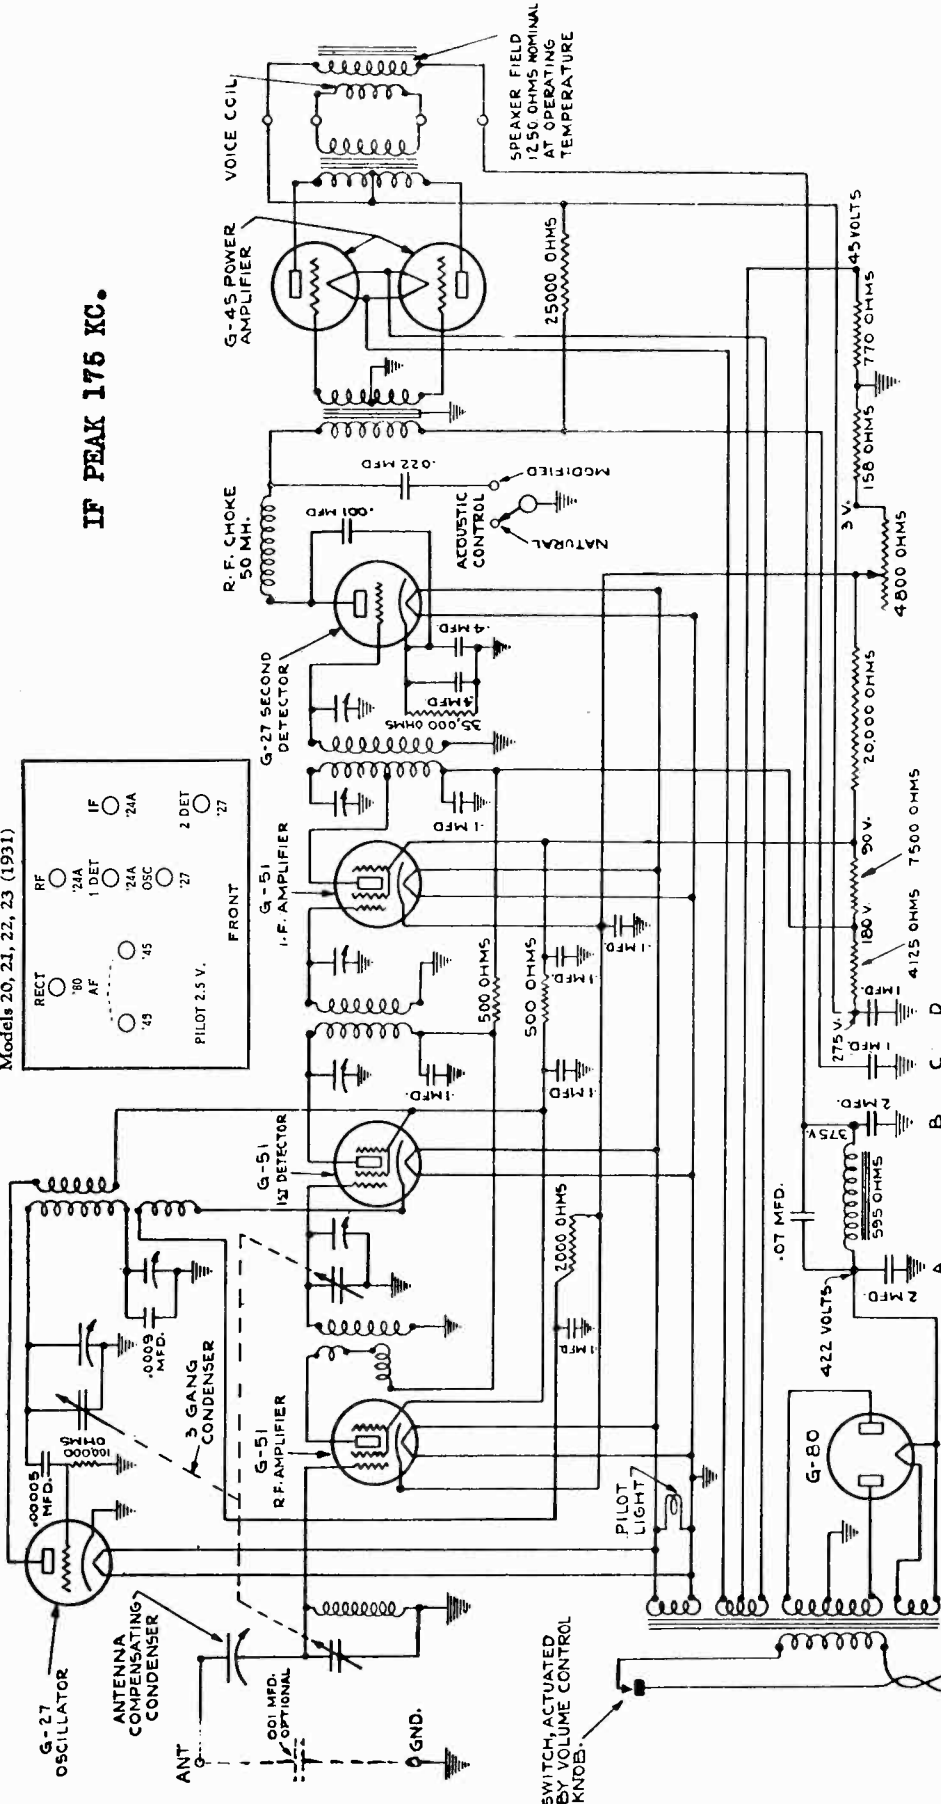 IF PEAK 175 KC.
Models 20, 21, 22, 23 (1931)
RECT
'80
AF
'45
'45
RF
'24A
1 DET
'24A
OSC
'27
IF
'24A
2 DET
'27
PILOT 2.5 V.
FRONT
G-27
OSCILLATOR
.00005
MFD.
100,000
OHMS
3 GANG
CONDENSER
.0009
MFD.
ANTENNA
COMPENSATING
CONDENSER
ANT
.001 MFD.
OPTIONAL
GND.
G-51
R.F. AMPLIFIER
G-51
1ST DETECTOR
G-51
I.F. AMPLIFIER
G-27 SECOND
DETECTOR
R.F. CHOKE
50 MH.
.001 MFD
.022 MFD
ACOUSTIC
CONTROL
NATURAL
MODIFIED
.4 MFD.
.4 MFD
35,000 OHMS
G-45 POWER
AMPLIFIER
VOICE COIL
SPEAKER FIELD
1250 OHMS NOMINAL
AT OPERATING
TEMPERATURE
25000 OHMS
.1 MFD.
.1 MFD
500 OHMS
500 OHMS
.1 MFD.
.1 MFD.
.1 MFD.
.1 MFD.
2000 OHMS
PILOT
LIGHT
SWITCH, ACTUATED
BY VOLUME CONTROL
KNOB.
G-80
422 VOLTS
2 MFD.
A
595 OHMS
.07 MFD.
375V.
2 MFD.
B
1 MFD.
C
275 V.
1 MFD.
D
4125 OHMS
180 V.
7500 OHMS
90 V.
20,000 OHMS
4800 OHMS
3 V.
158 OHMS
770 OHMS
45 VOLTS